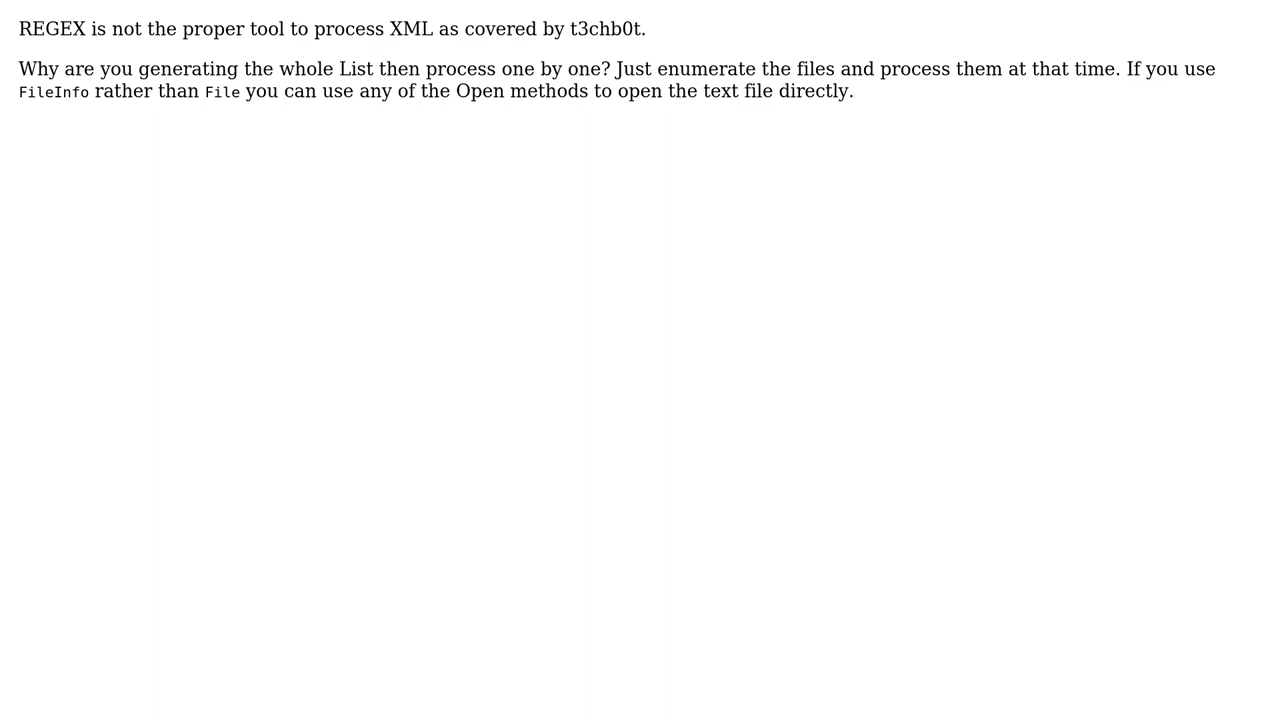 REGEX is not the proper tool to process XML as covered by t3chb0t.
Why are you generating the whole List then process one by one? Just enumerate the files and process them at that time. If you use
FileInfo rather than File you can use any of the Open methods to open the text file directly.